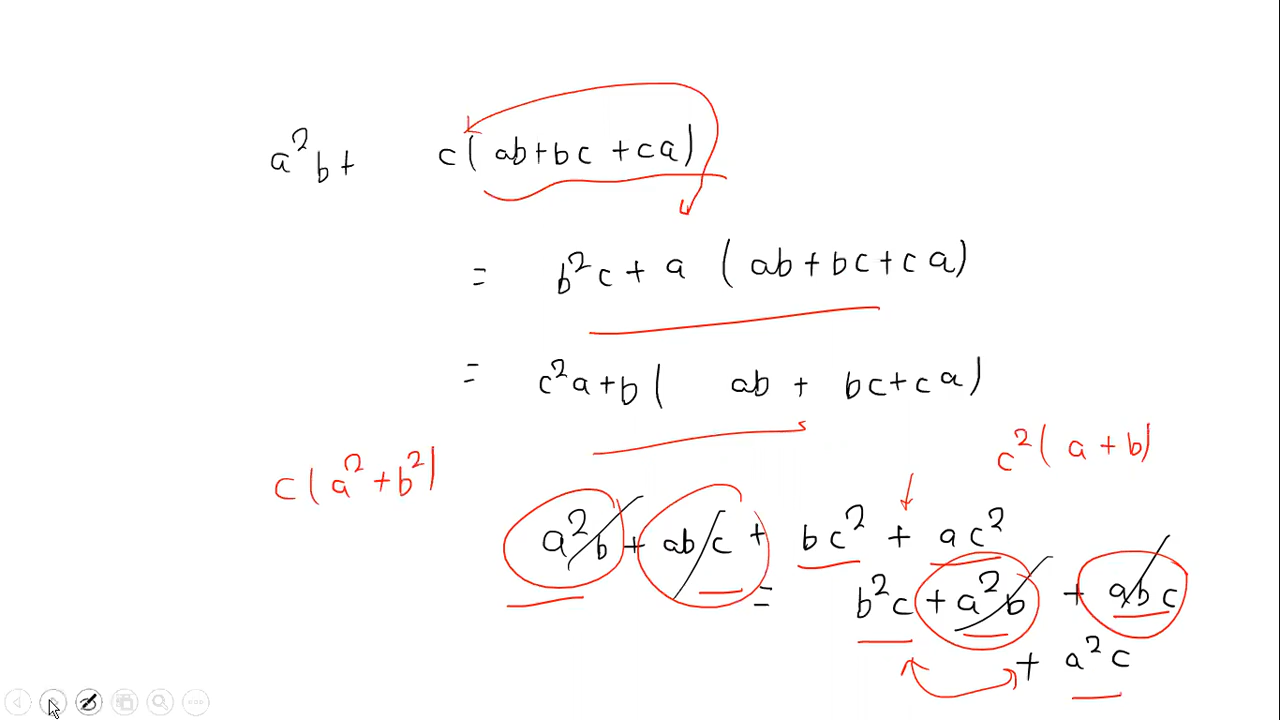 a²b+ c(ab+bc+ca)
= b²c+a (ab+bc+ca)
= c²a+b( ab + bc+ca)
c²(a+b)
c(a²+b²)
a²b+abc+ bc²+ac²
= b²c+a²b + abc
+ a²c